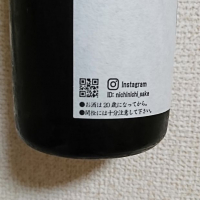 Instagram
ID: nichinichi_sake
●お酒は20歳になってから。
●開栓には十分注意して下さい。